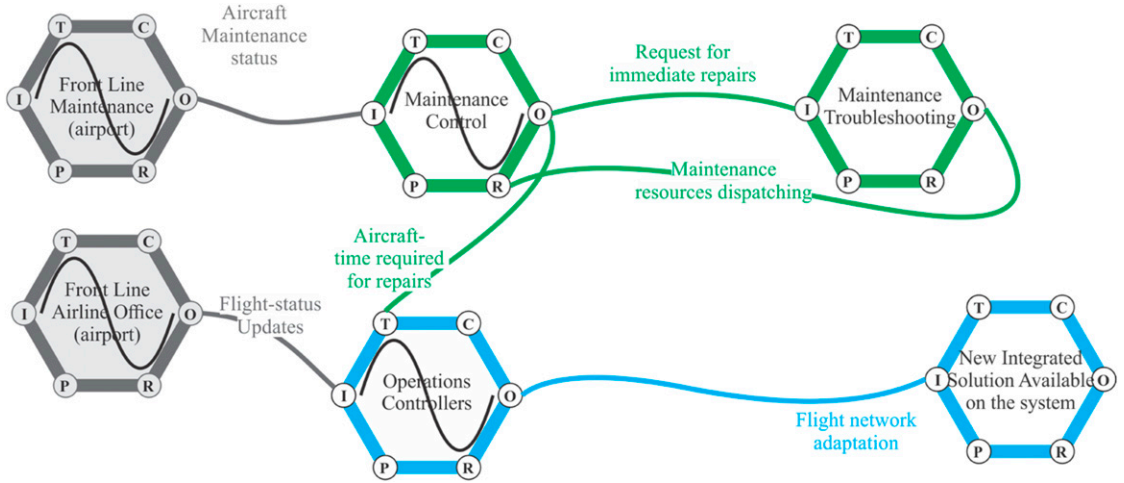 Aircraft
Maintenance
status
T C
I Front Line O
Maintenance
(airport)
P R
T C
I Maintenance O
Control
P R
Request for
immediate repairs
T C
I Maintenance O
Troubleshooting
P R
Maintenance
resources dispatching
Aircraft-
time required
for repairs
T C
I Front Line O
Airline Office
(airport)
P R
Flight-status
Updates
T C
I Operations O
Controllers
P R
Flight network
adaptation
T C
I New Integrated O
Solution Available
on the system
P R